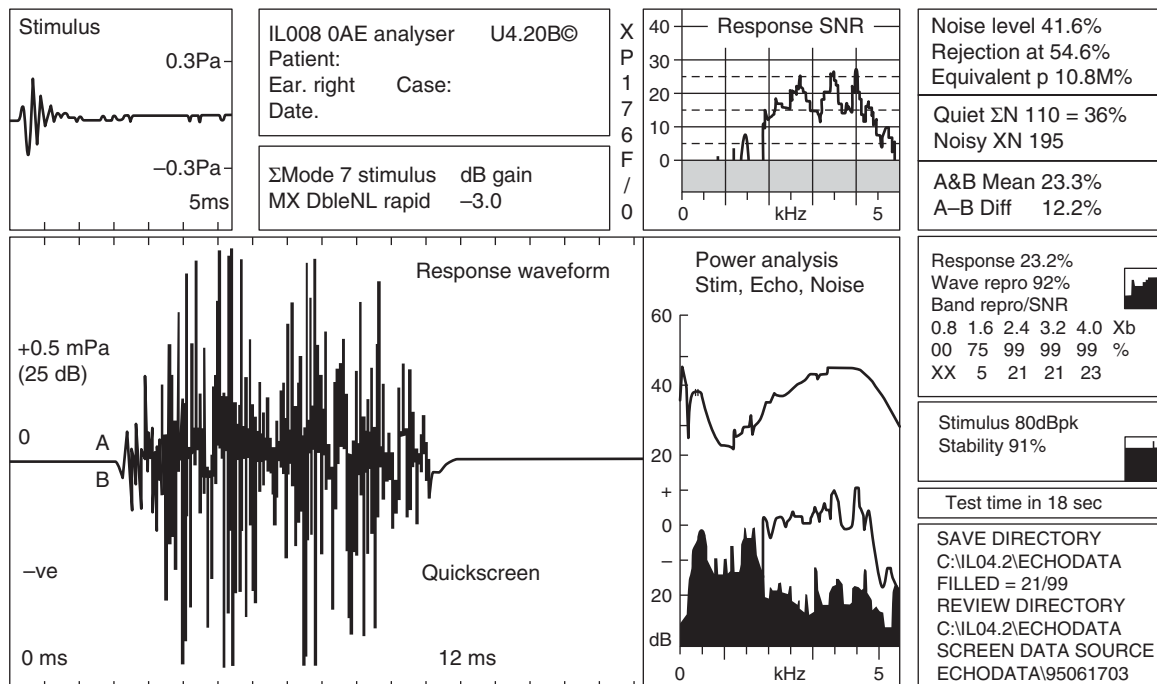 Stimulus
0.3Pa
−0.3Pa
5ms
IL008 0AE analyser U4.20B©
Patient:
Ear. right Case:
Date.
ΣMode 7 stimulus dB gain
MX DbleNL rapid −3.0
X
P
1
7
6
F
/
0
Response SNR
45
30
20
10
0
0 kHz 5
Noise level 41.6%
Rejection at 54.6%
Equivalent p 10.8M%
Quiet ΣN 110 = 36%
Noisy XN 195
A&B Mean 23.3%
A–B Diff 12.2%
Response waveform
+0.5 mPa
(25 dB)
0
A
B
–ve
Quickscreen
0 ms 12 ms
Power analysis
Stim, Echo, Noise
60
40
20
+
0
–
20
dB
0 kHz 5
Response 23.2%
Wave repro 92%
Band repro/SNR
0.8 1.6 2.4 3.2 4.0 Xb
00 75 99 99 99 %
XX 5 21 21 23
Stimulus 80dBpk
Stability 91%
Test time in 18 sec
SAVE DIRECTORY
C:\IL04.2\ECHODATA
FILLED = 21/99
REVIEW DIRECTORY
C:\IL04.2\ECHODATA
SCREEN DATA SOURCE
ECHODATA\95061703